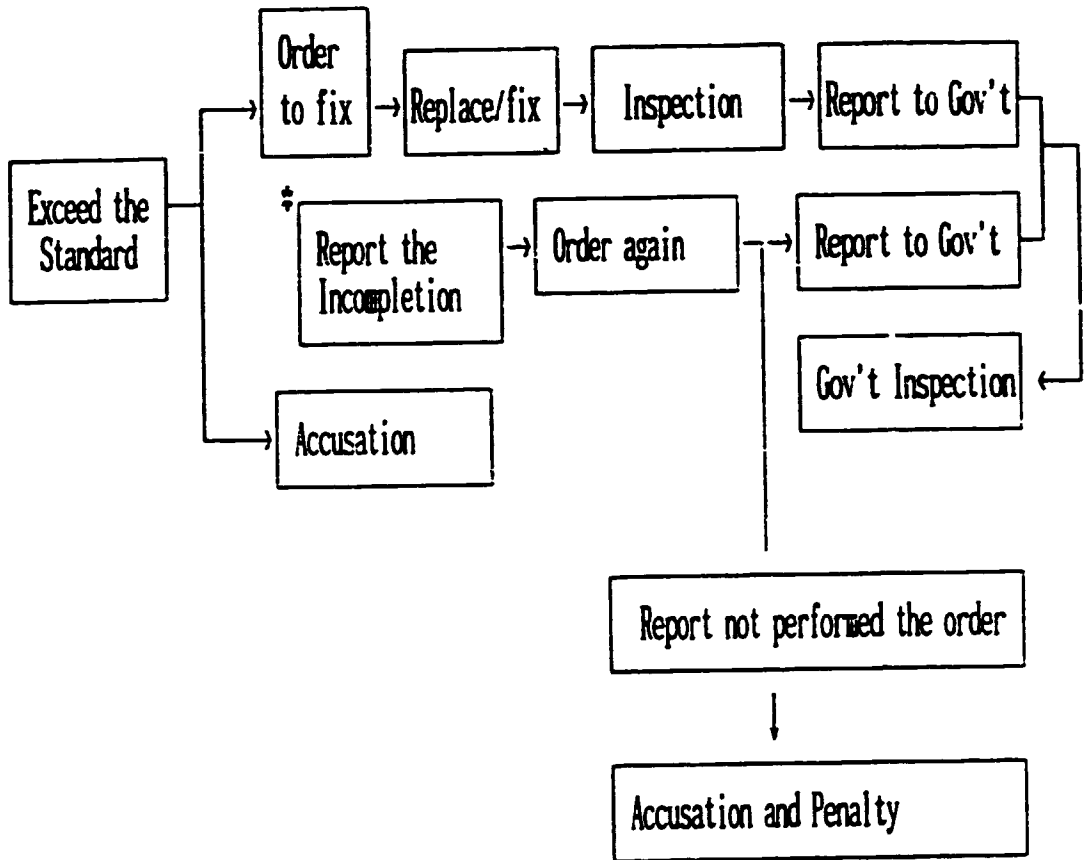 Order
to fix
Replace/fix
Inspection
Report to Gov't
Exceed the
Standard
*
Report the
Incompletion
Order again
Report to Gov't
Gov't Inspection
Accusation
Report not performed the order
Accusation and Penalty